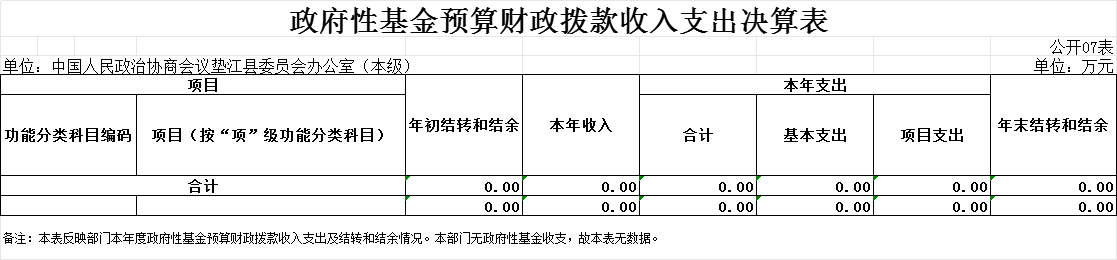 政府性基金预算财政拨款收入支出决算表
公开07表
单位：中国人民政治协商会议垫江县委员会办公室（本级） 单位：万元
项目 年初结转和结余 本年收入 本年支出 年末结转和结余
功能分类科目编码 项目（按“项”级功能分类科目） 合计 基本支出 项目支出
合计 0.00 0.00 0.00 0.00 0.00 0.00
0.00 0.00 0.00 0.00 0.00 0.00
备注：本表反映部门本年度政府性基金预算财政拨款收入支出及结转和结余情况。本部门无政府性基金收支，故本表无数据。